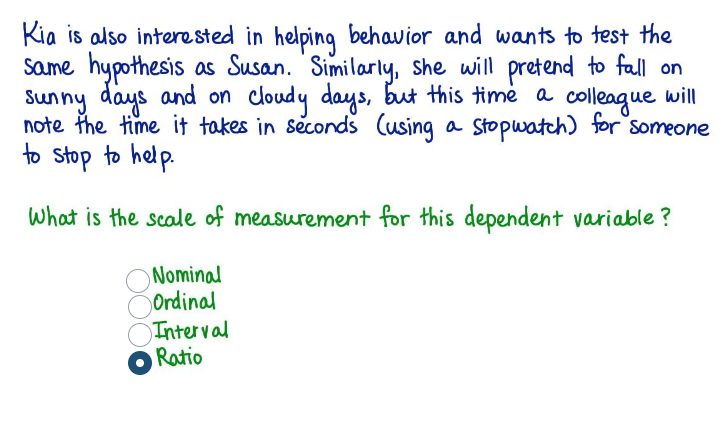 Kia is also interested in helping behavior and wants to test the
same hypothesis as Susan. Similarly, she will pretend to fall on
sunny days and on cloudy days, but this time a colleague will
note the time it takes in seconds (using a stopwatch) for someone
to stop to help.
What is the scale of measurement for this dependent variable?
Nominal
Ordinal
Interval
Ratio